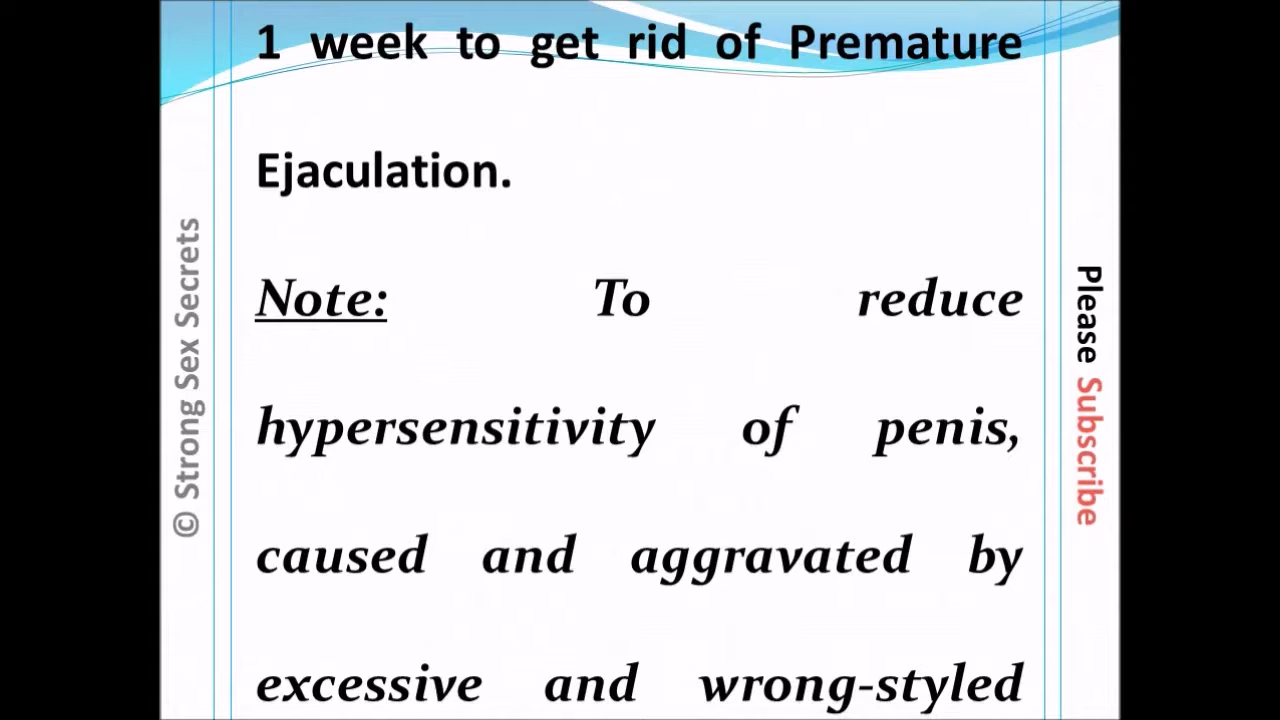 1 week to get rid of Premature
Ejaculation.
Note: To reduce
hypersensitivity of penis,
caused and aggravated by
excessive and wrong-styled
© Strong Sex Secrets
Please Subscribe